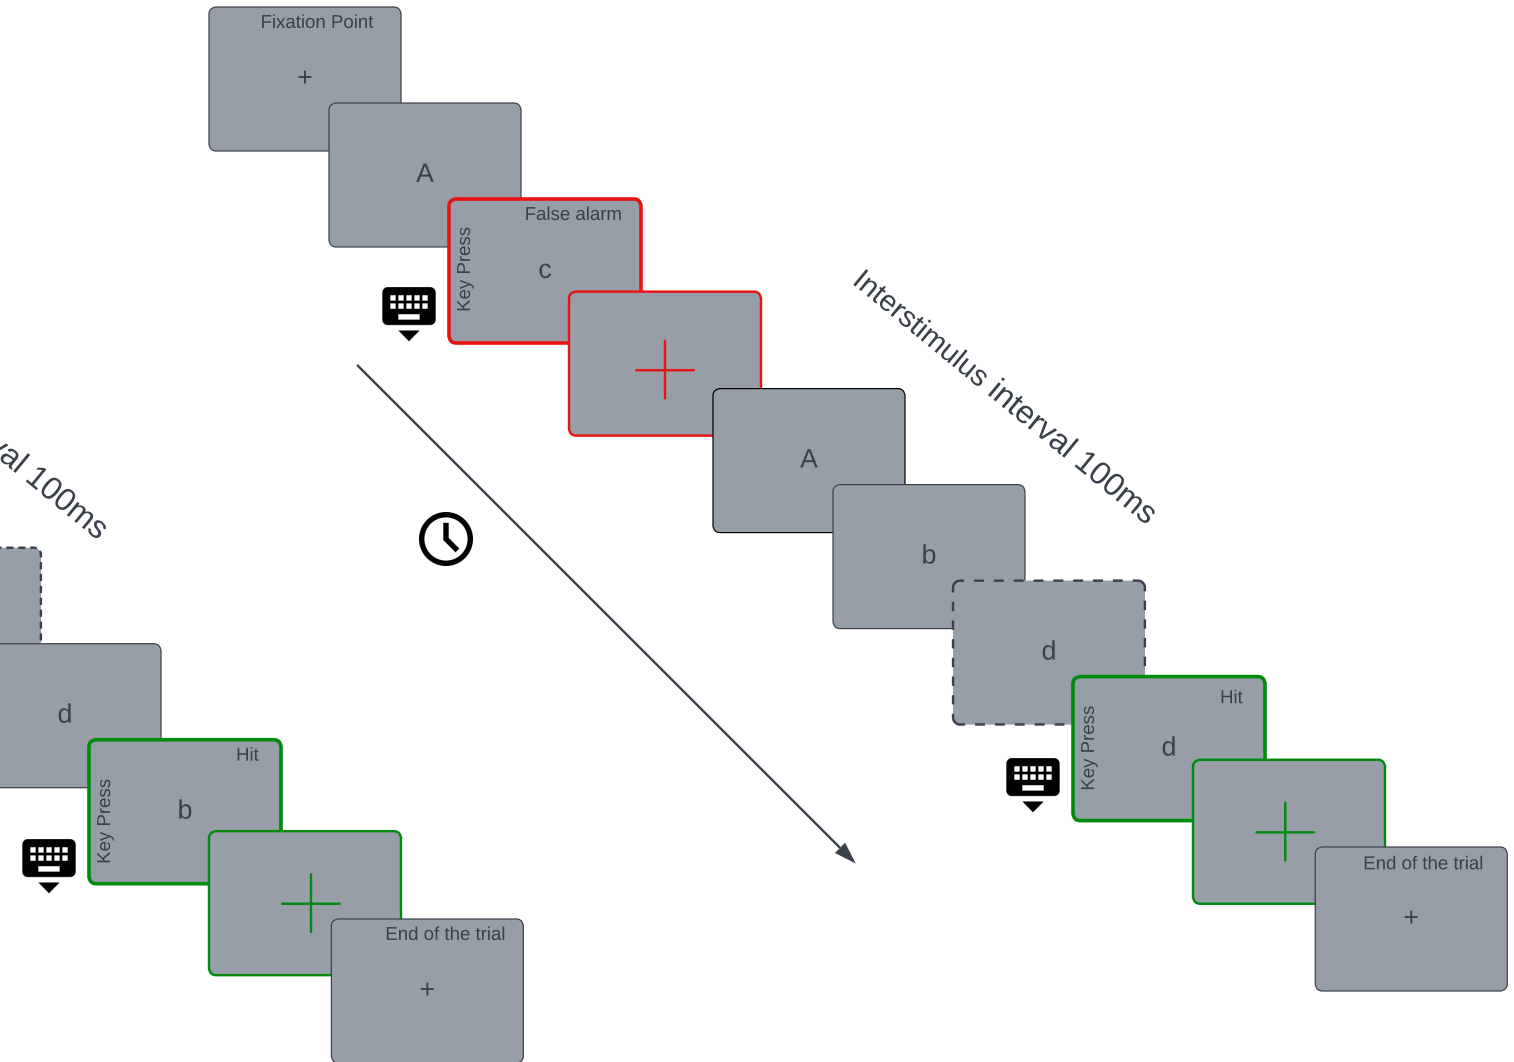 Fixation Point
+
A
False alarm
Key Press
c
Interstimulus interval 100ms
A
b
d
Hit
Key Press
d
End of the trial
+
100ms
d
Hit
Key Press
b
End of the trial
+